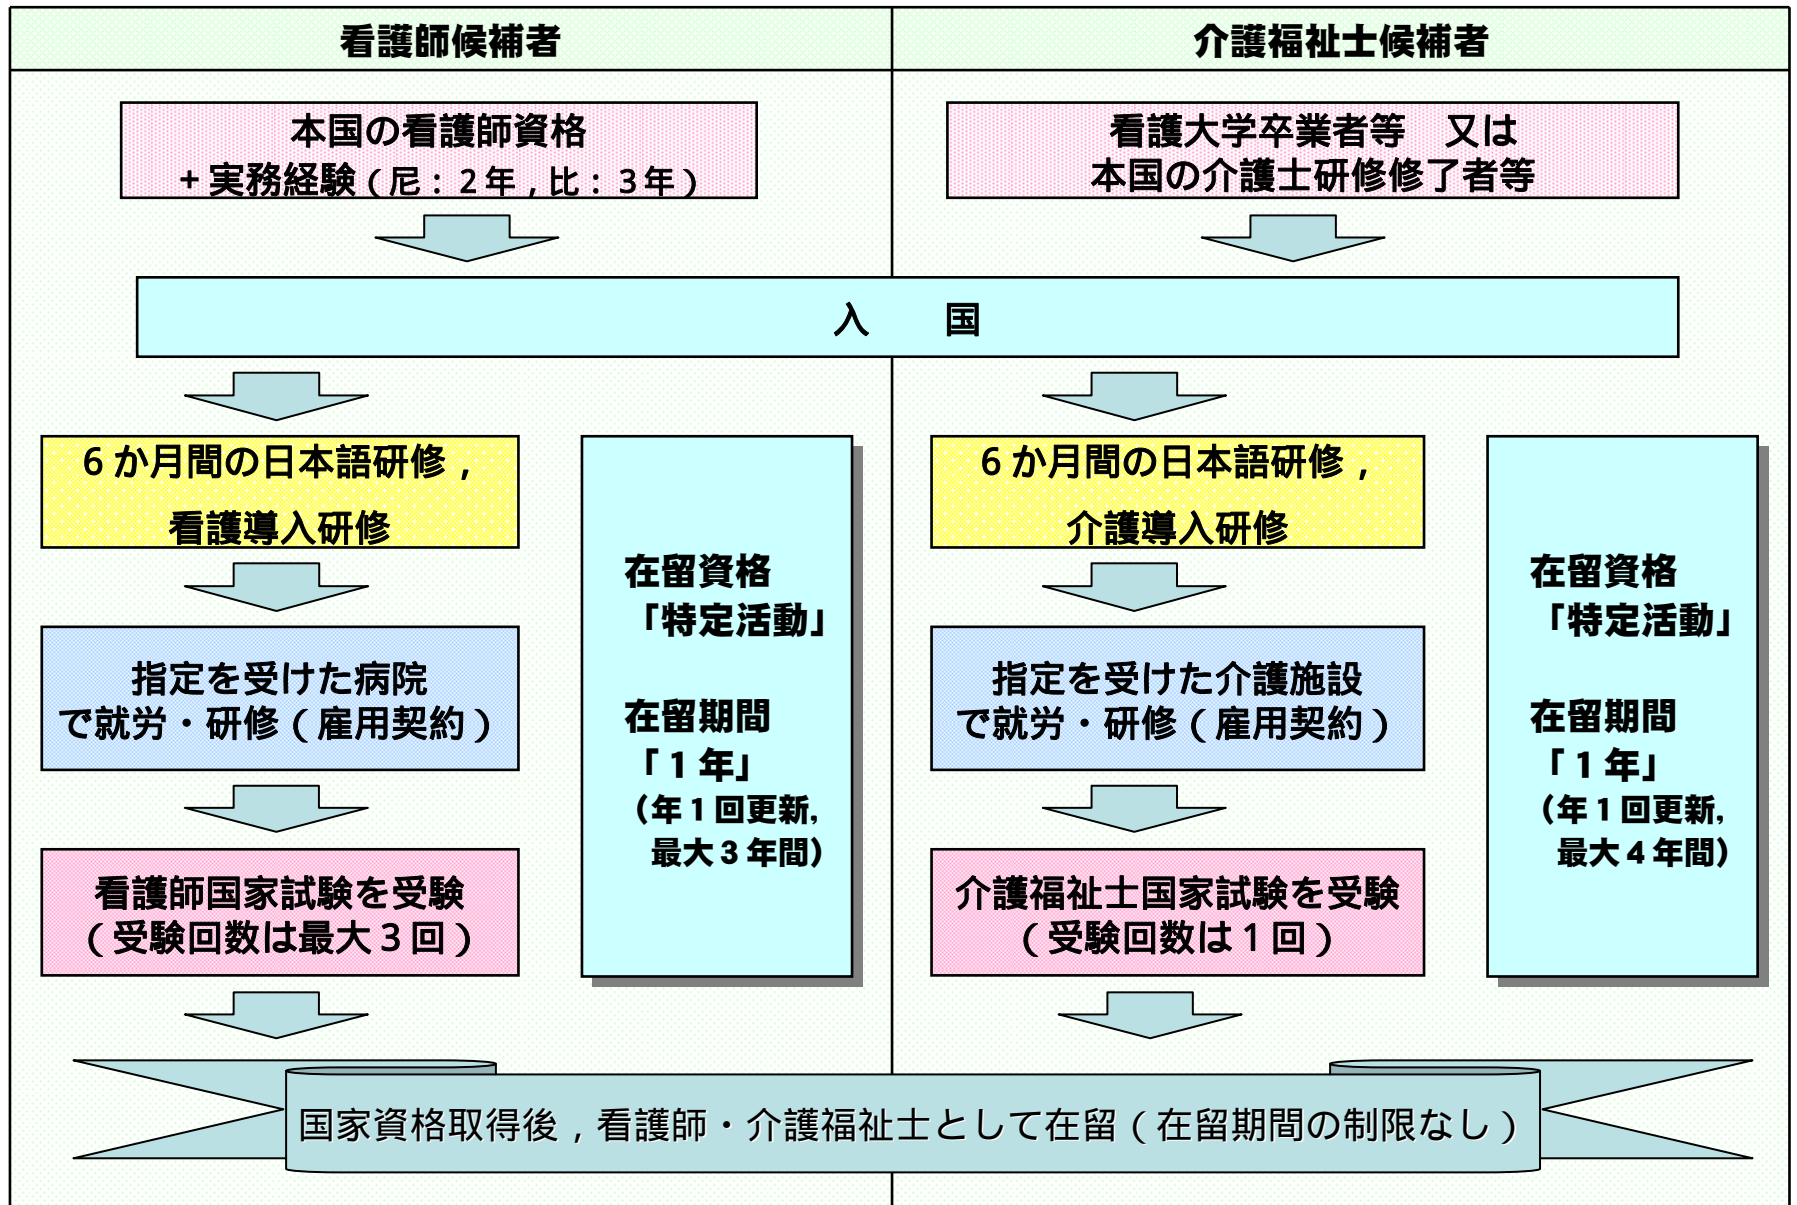 看護師候補者
介護福祉士候補者
本国の看護師資格
+実務経験(尼:2年,比:3年)
看護大学卒業者等　又は
本国の介護士研修修了者等
入　　国
6か月間の日本語研修,
看護導入研修
指定を受けた病院
で就労・研修(雇用契約)
看護師国家試験を受験
(受験回数は最大3回)
在留資格
「特定活動」
在留期間
「1年」
(年1回更新,
最大3年間)
6か月間の日本語研修,
介護導入研修
指定を受けた介護施設
で就労・研修(雇用契約)
介護福祉士国家試験を受験
(受験回数は1回)
在留資格
「特定活動」
在留期間
「1年」
(年1回更新,
最大4年間)
国家資格取得後,看護師・介護福祉士として在留(在留期間の制限なし)